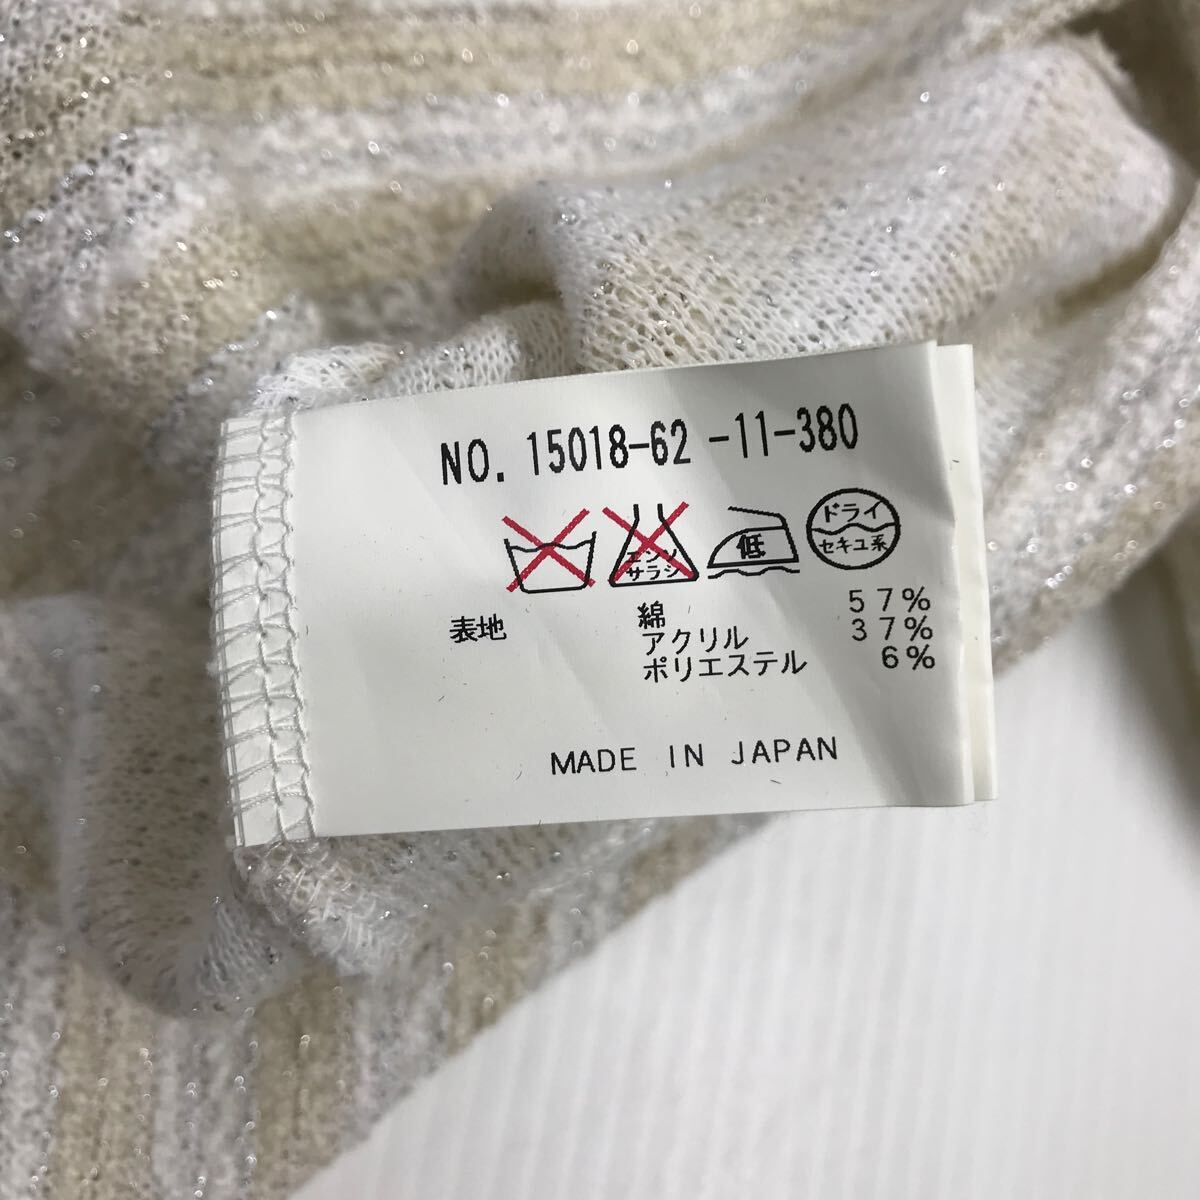 NO. 15018-62 -11-380
エンソ
サラシ
低
ドライ
セキユ系
表地 綿 57%
アクリル 37%
ポリエステル 6%
MADE IN JAPAN